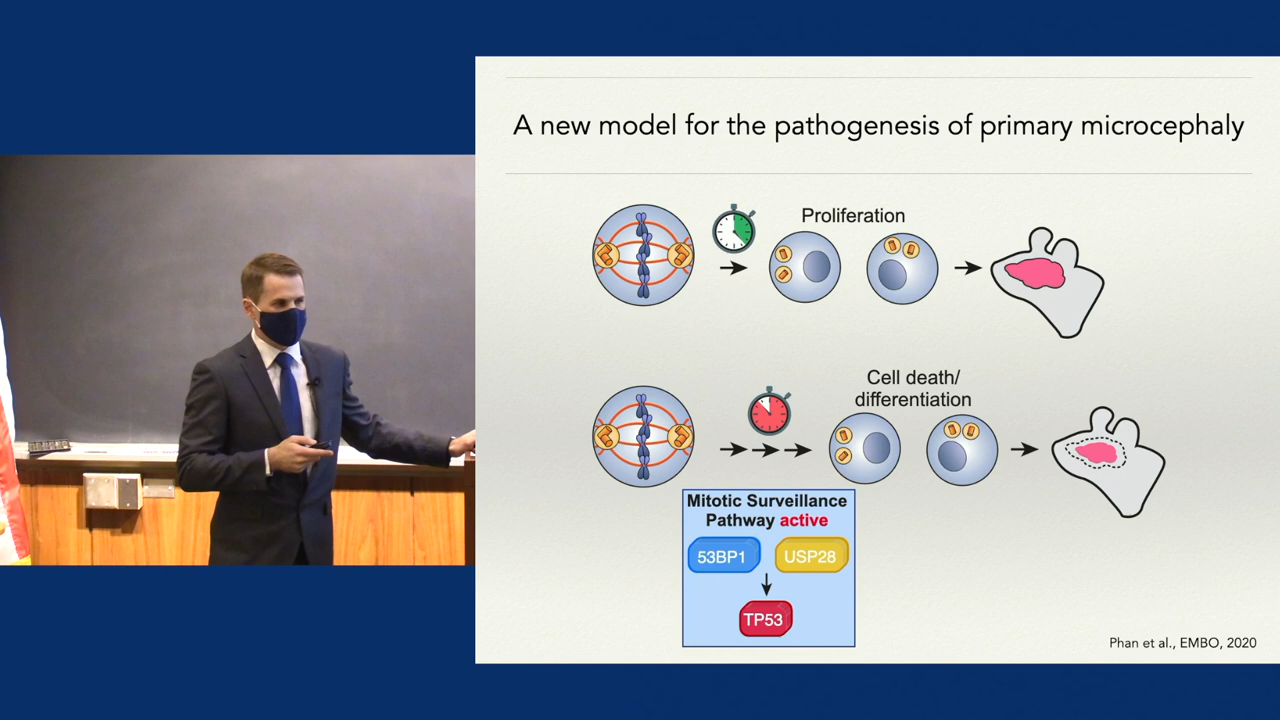 A new model for the pathogenesis of primary microcephaly
Proliferation
Cell death/
differentiation
Mitotic Surveillance
Pathway active
53BP1
USP28
TP53
Phan et al., EMBO, 2020